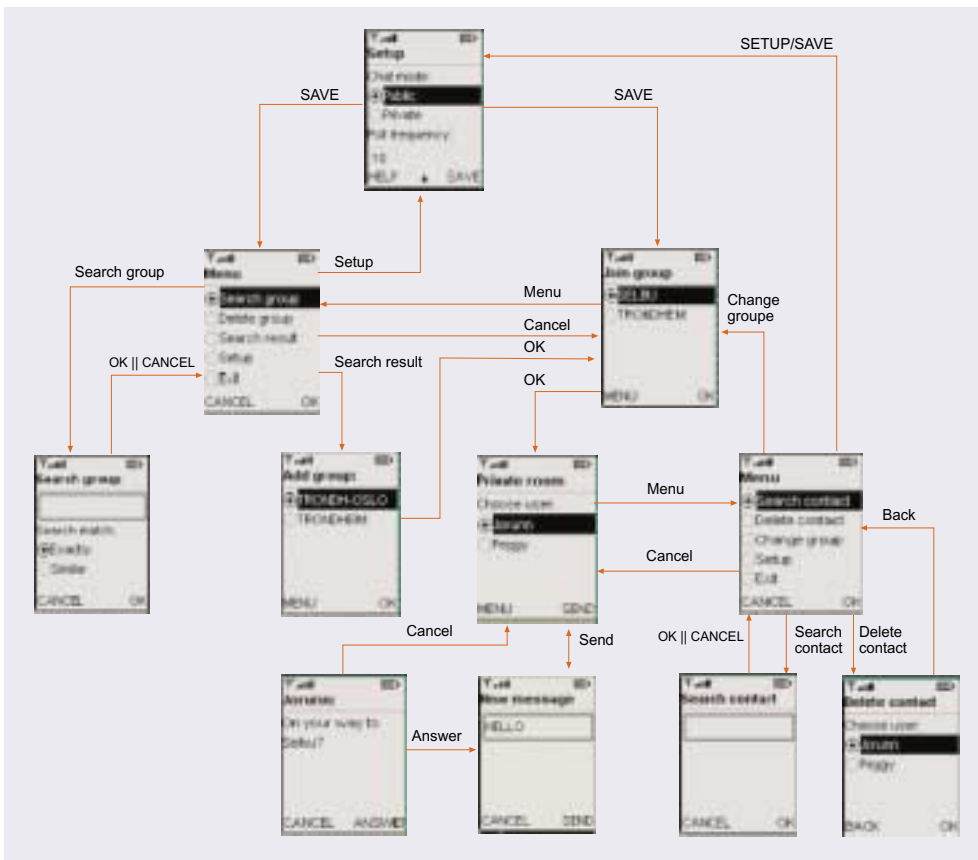 Setup
Chat mode:
Public
Private
Poll frequency:
10
HELP SAVE
SETUP/SAVE
SAVE
SAVE
Menu
Search group
Delete group
Search result
Setup
Exit
CANCEL OK
Setup
Search group
OK || CANCEL
Search result
Menu
Cancel
OK
OK
Join group
SELBU
TRONDHEIM
MENU OK
Change
groupe
Search group
Search match:
Exactly
Similar
CANCEL OK
Add group:
TRONDH-OSLO
TRONDHEIM
MENU OK
Private room
Choose user:
Jorunn
Peggy
MENU SEND
Menu
Cancel
Menu
Search contact
Delete contact
Change group
Setup
Exit
CANCEL OK
Back
Cancel
Send
OK || CANCEL
Search
contact
Delete
contact
On your way to
CANCEL ANSWER
Answer
New message
HELLO
CANCEL SEND
Search contact
CANCEL OK
Delete contact
Choose user:
Jorunn
Peggy
BACK OK